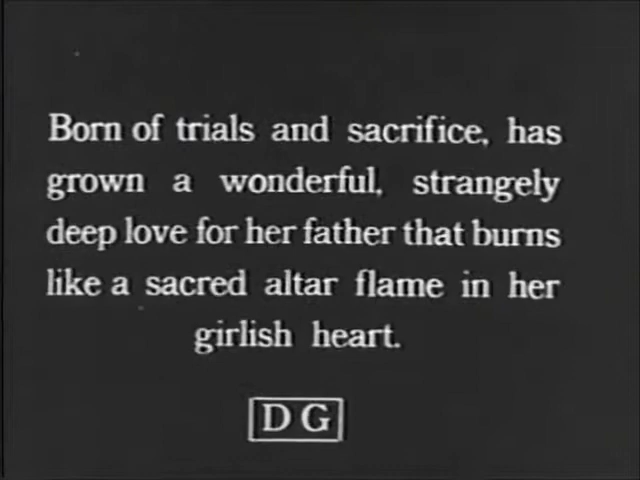 Born of trials and sacrifice, has
grown a wonderful, strangely
deep love for her father that burns
like a sacred altar flame in her
girlish heart.
DG